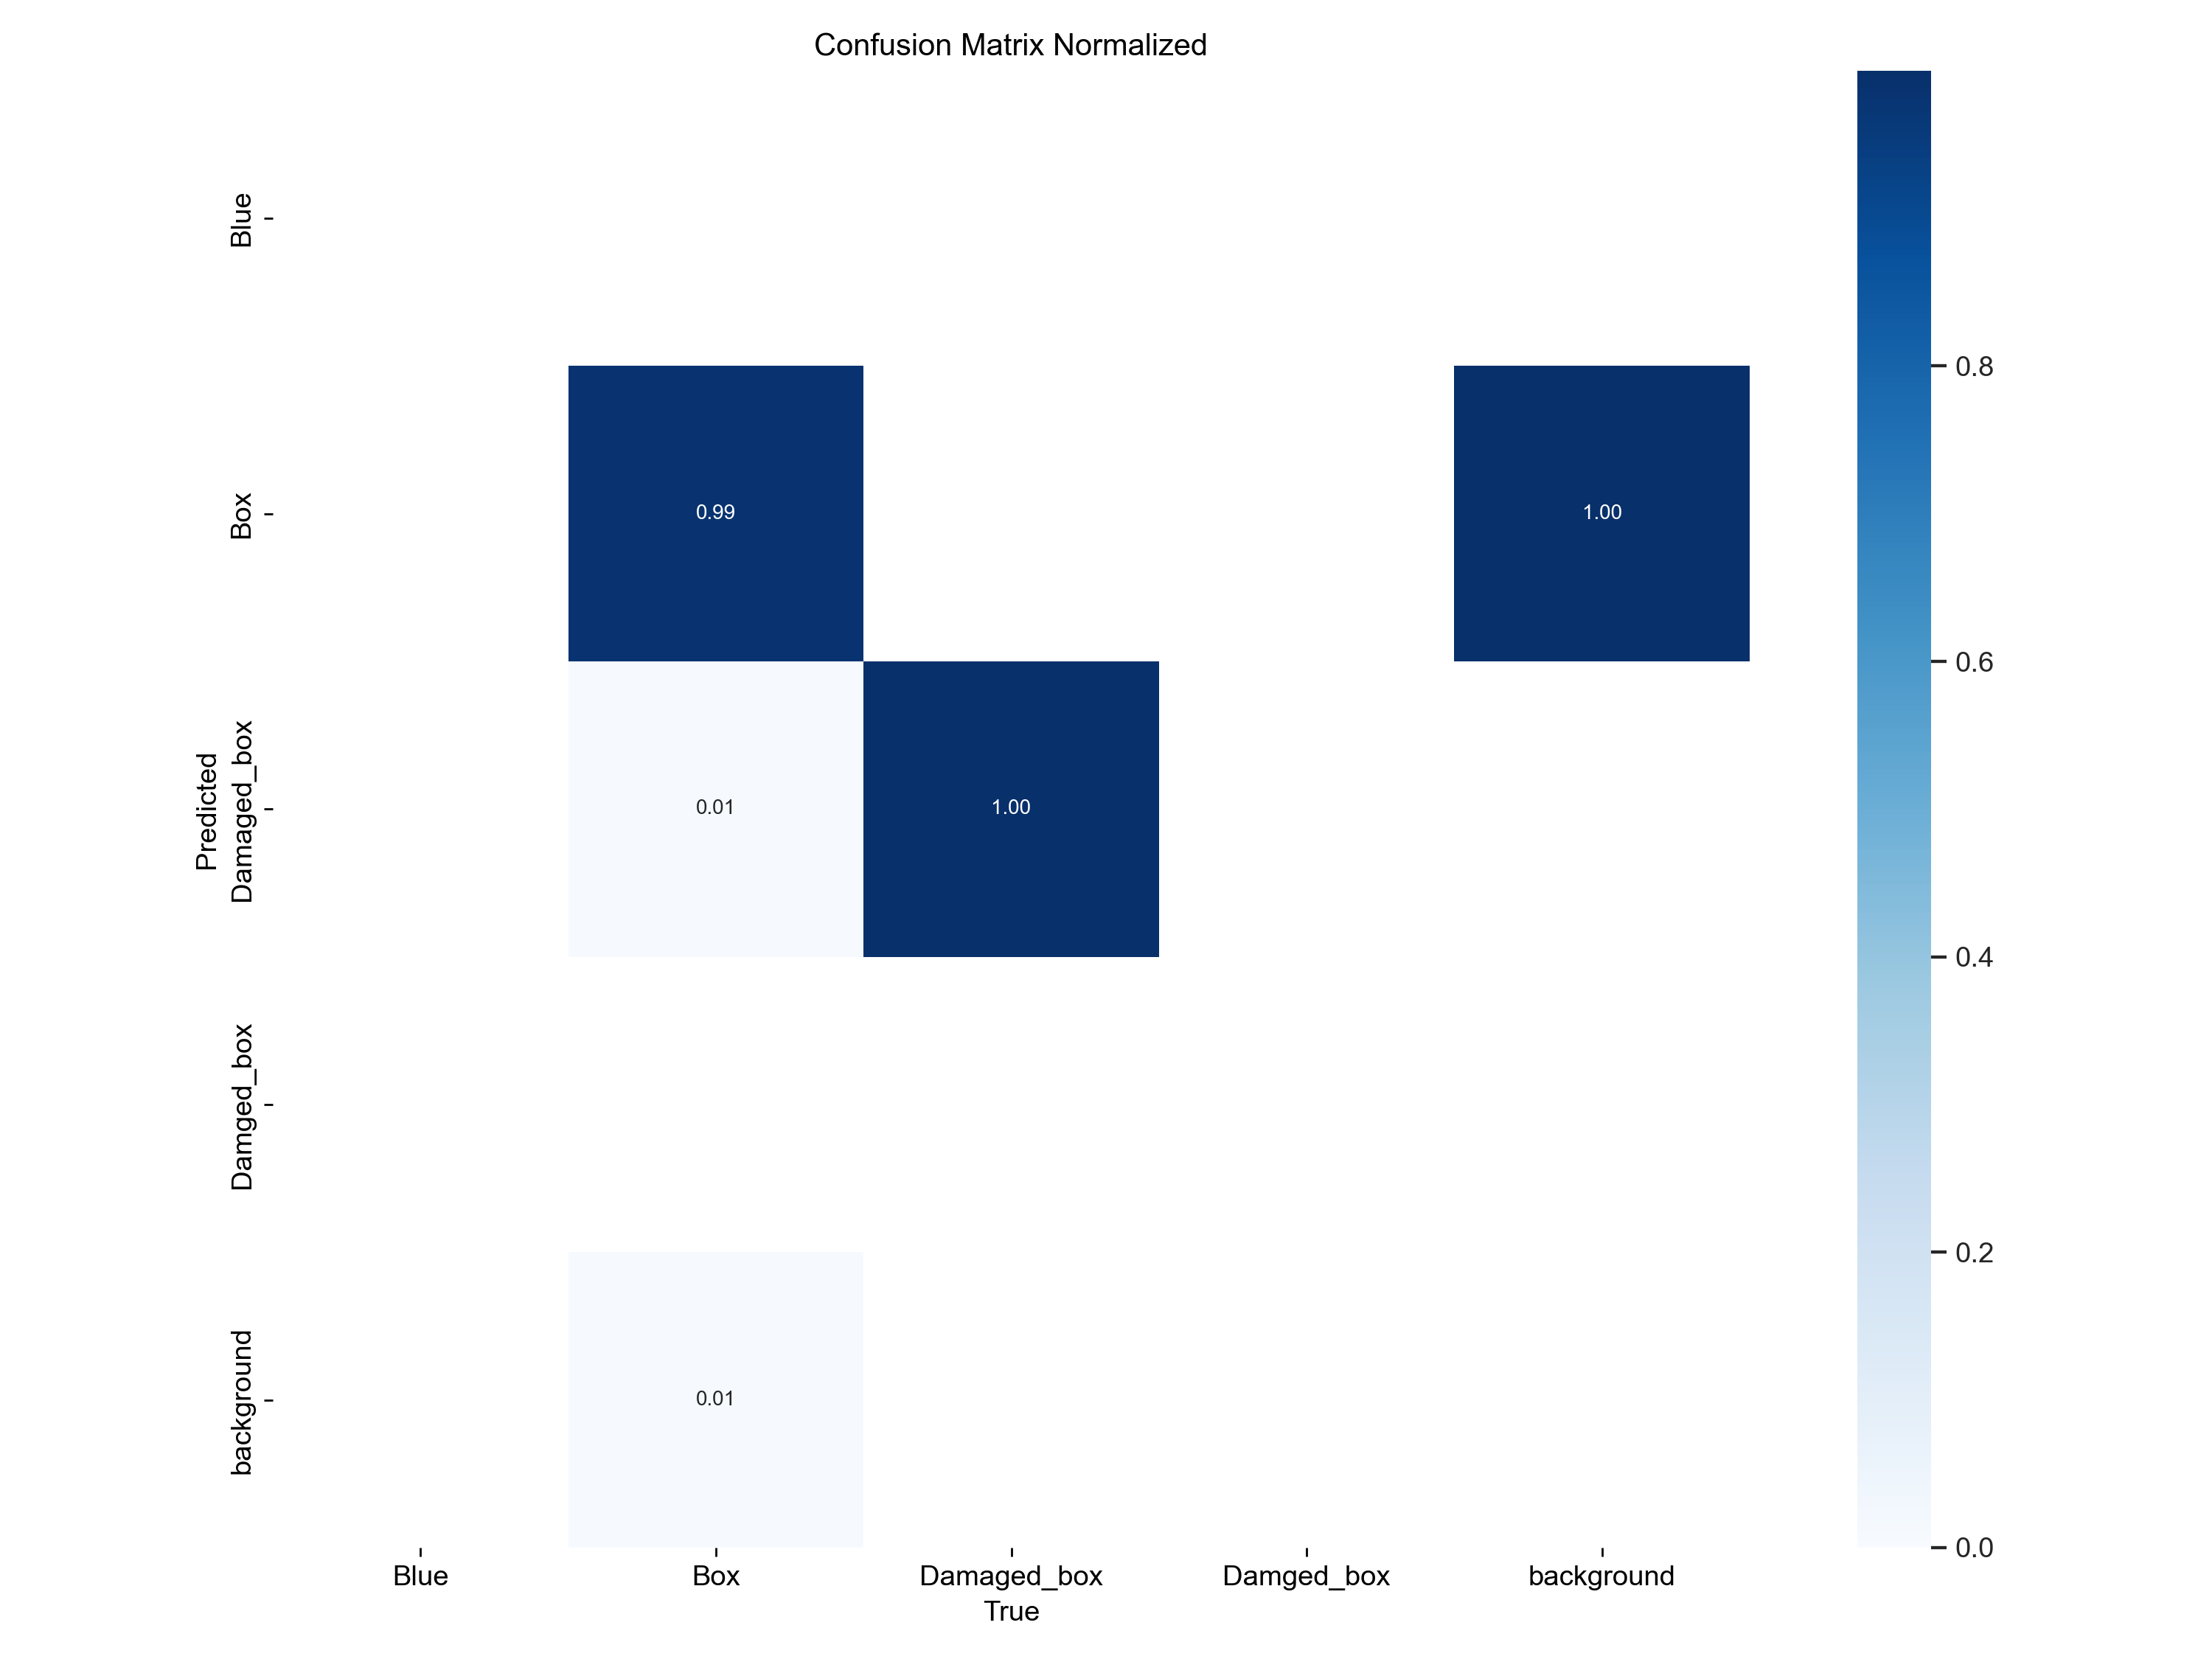 Confusion Matrix Normalized
Predicted
Blue
Box
Damaged_box
Damged_box
background
0.99
1.00
0.01
1.00
0.01
Blue
Box
Damaged_box
Damged_box
background
True
0.8
0.6
0.4
0.2
0.0